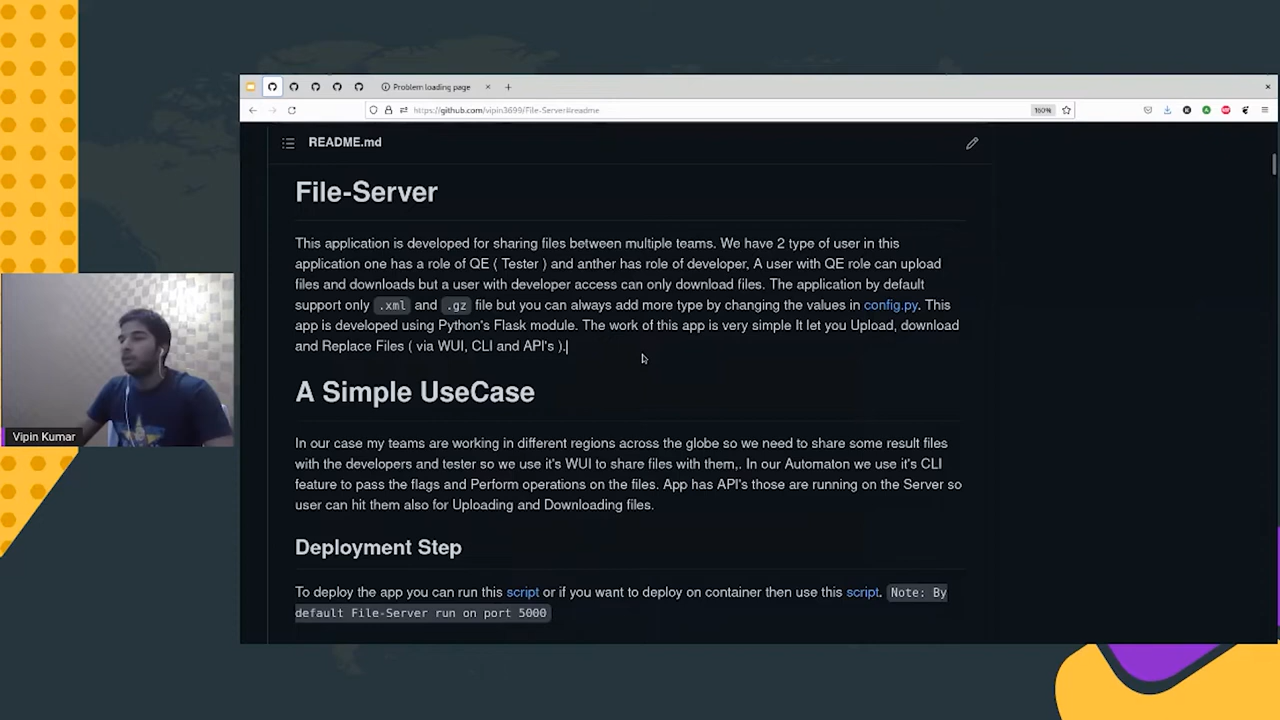 Problem loading page
https://github.com/vipin3699/File-Server#readme
160%
README.md
File-Server
This application is developed for sharing files between multiple teams. We have 2 type of user in this
application one has a role of QE ( Tester ) and anther has role of developer, A user with QE role can upload
files and downloads but a user with developer access can only download files. The application by default
support only .xml and .gz file but you can always add more type by changing the values in config.py. This
app is developed using Python's Flask module. The work of this app is very simple It let you Upload, download
and Replace Files ( via WUI, CLI and API's ).
A Simple UseCase
In our case my teams are working in different regions across the globe so we need to share some result files
with the developers and tester so we use it's WUI to share files with them,. In our Automaton we use it's CLI
feature to pass the flags and Perform operations on the files. App has API's those are running on the Server so
user can hit them also for Uploading and Downloading files.
Deployment Step
To deploy the app you can run this script or if you want to deploy on container then use this script. Note: By
default File-Server run on port 5000
Vipin Kumar